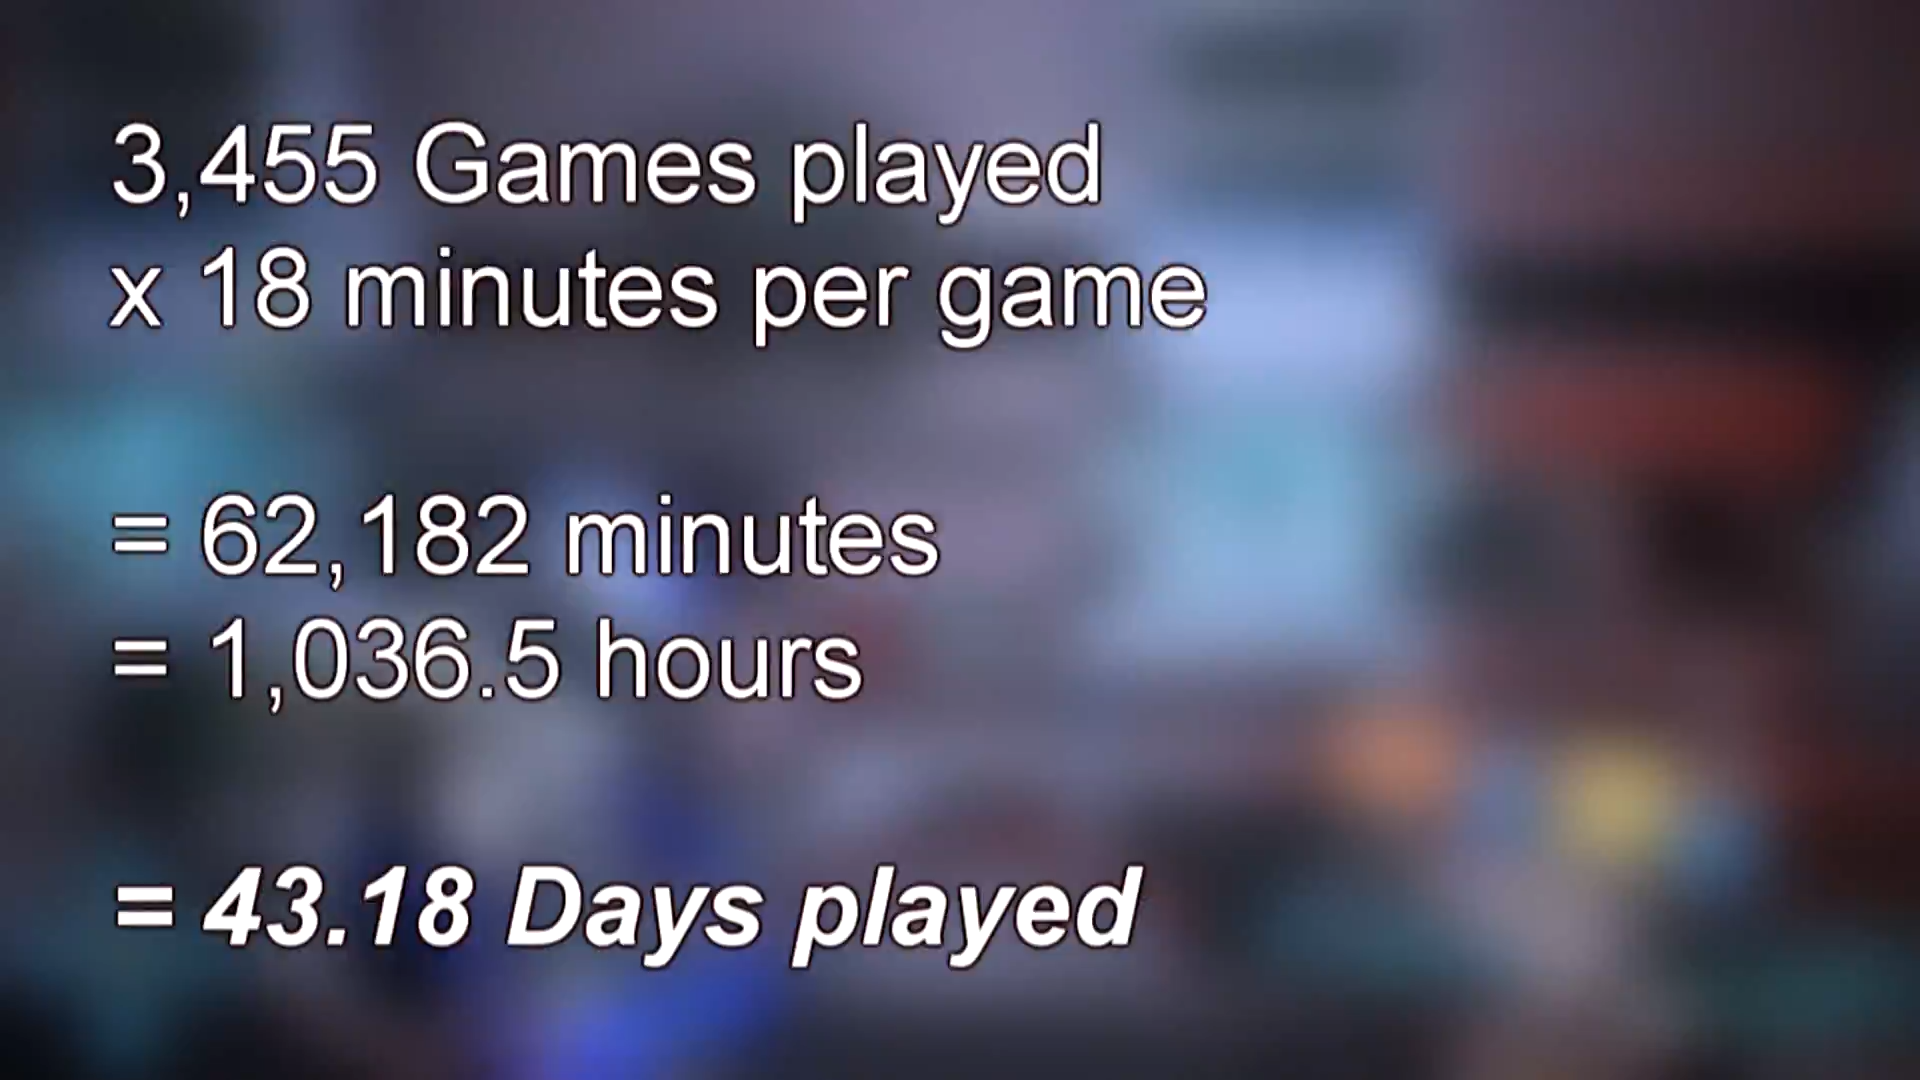 3,455 Games played
x 18 minutes per game
= 62,182 minutes
= 1,036.5 hours
= 43.18 Days played